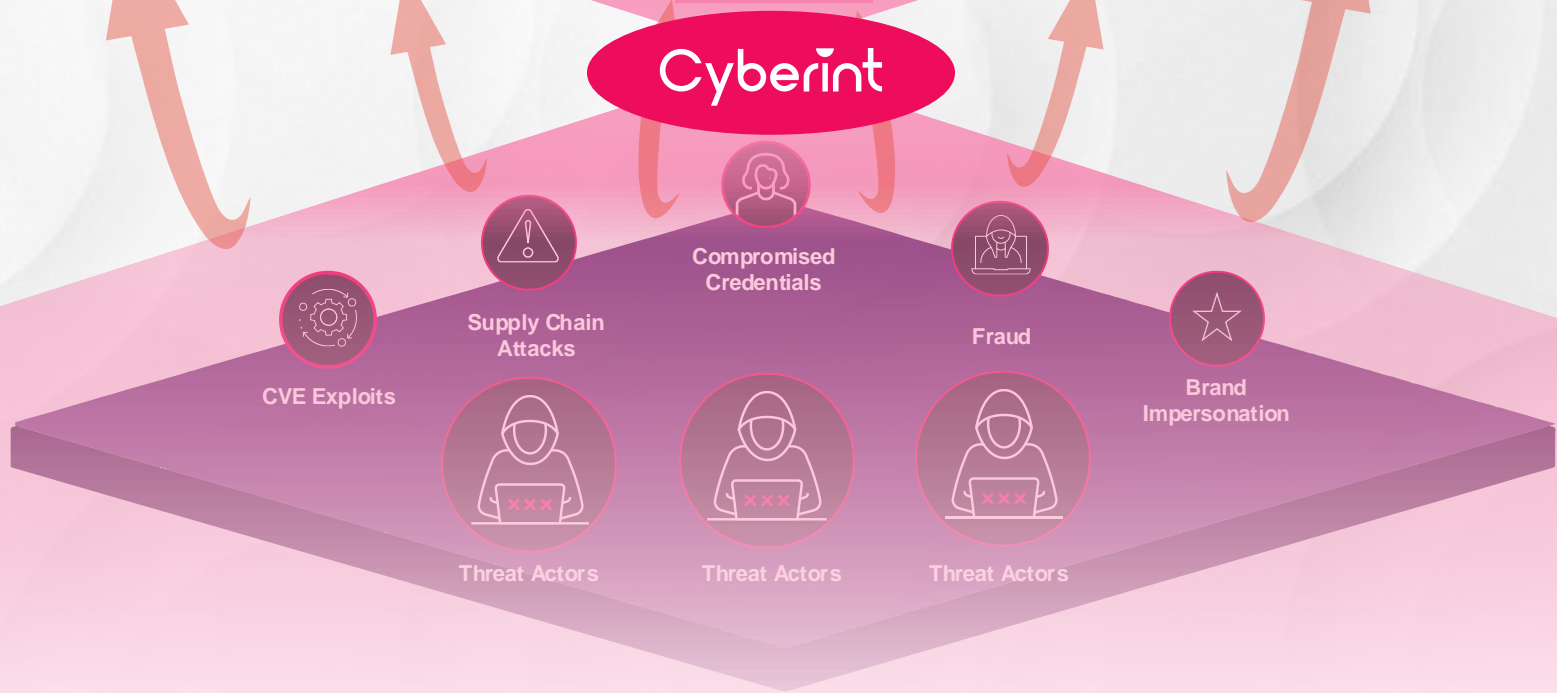 Cyberint
Compromised
Credentials
Supply Chain
Attacks
Fraud
CVE Exploits
Brand
Impersonation
Threat Actors
Threat Actors
Threat Actors